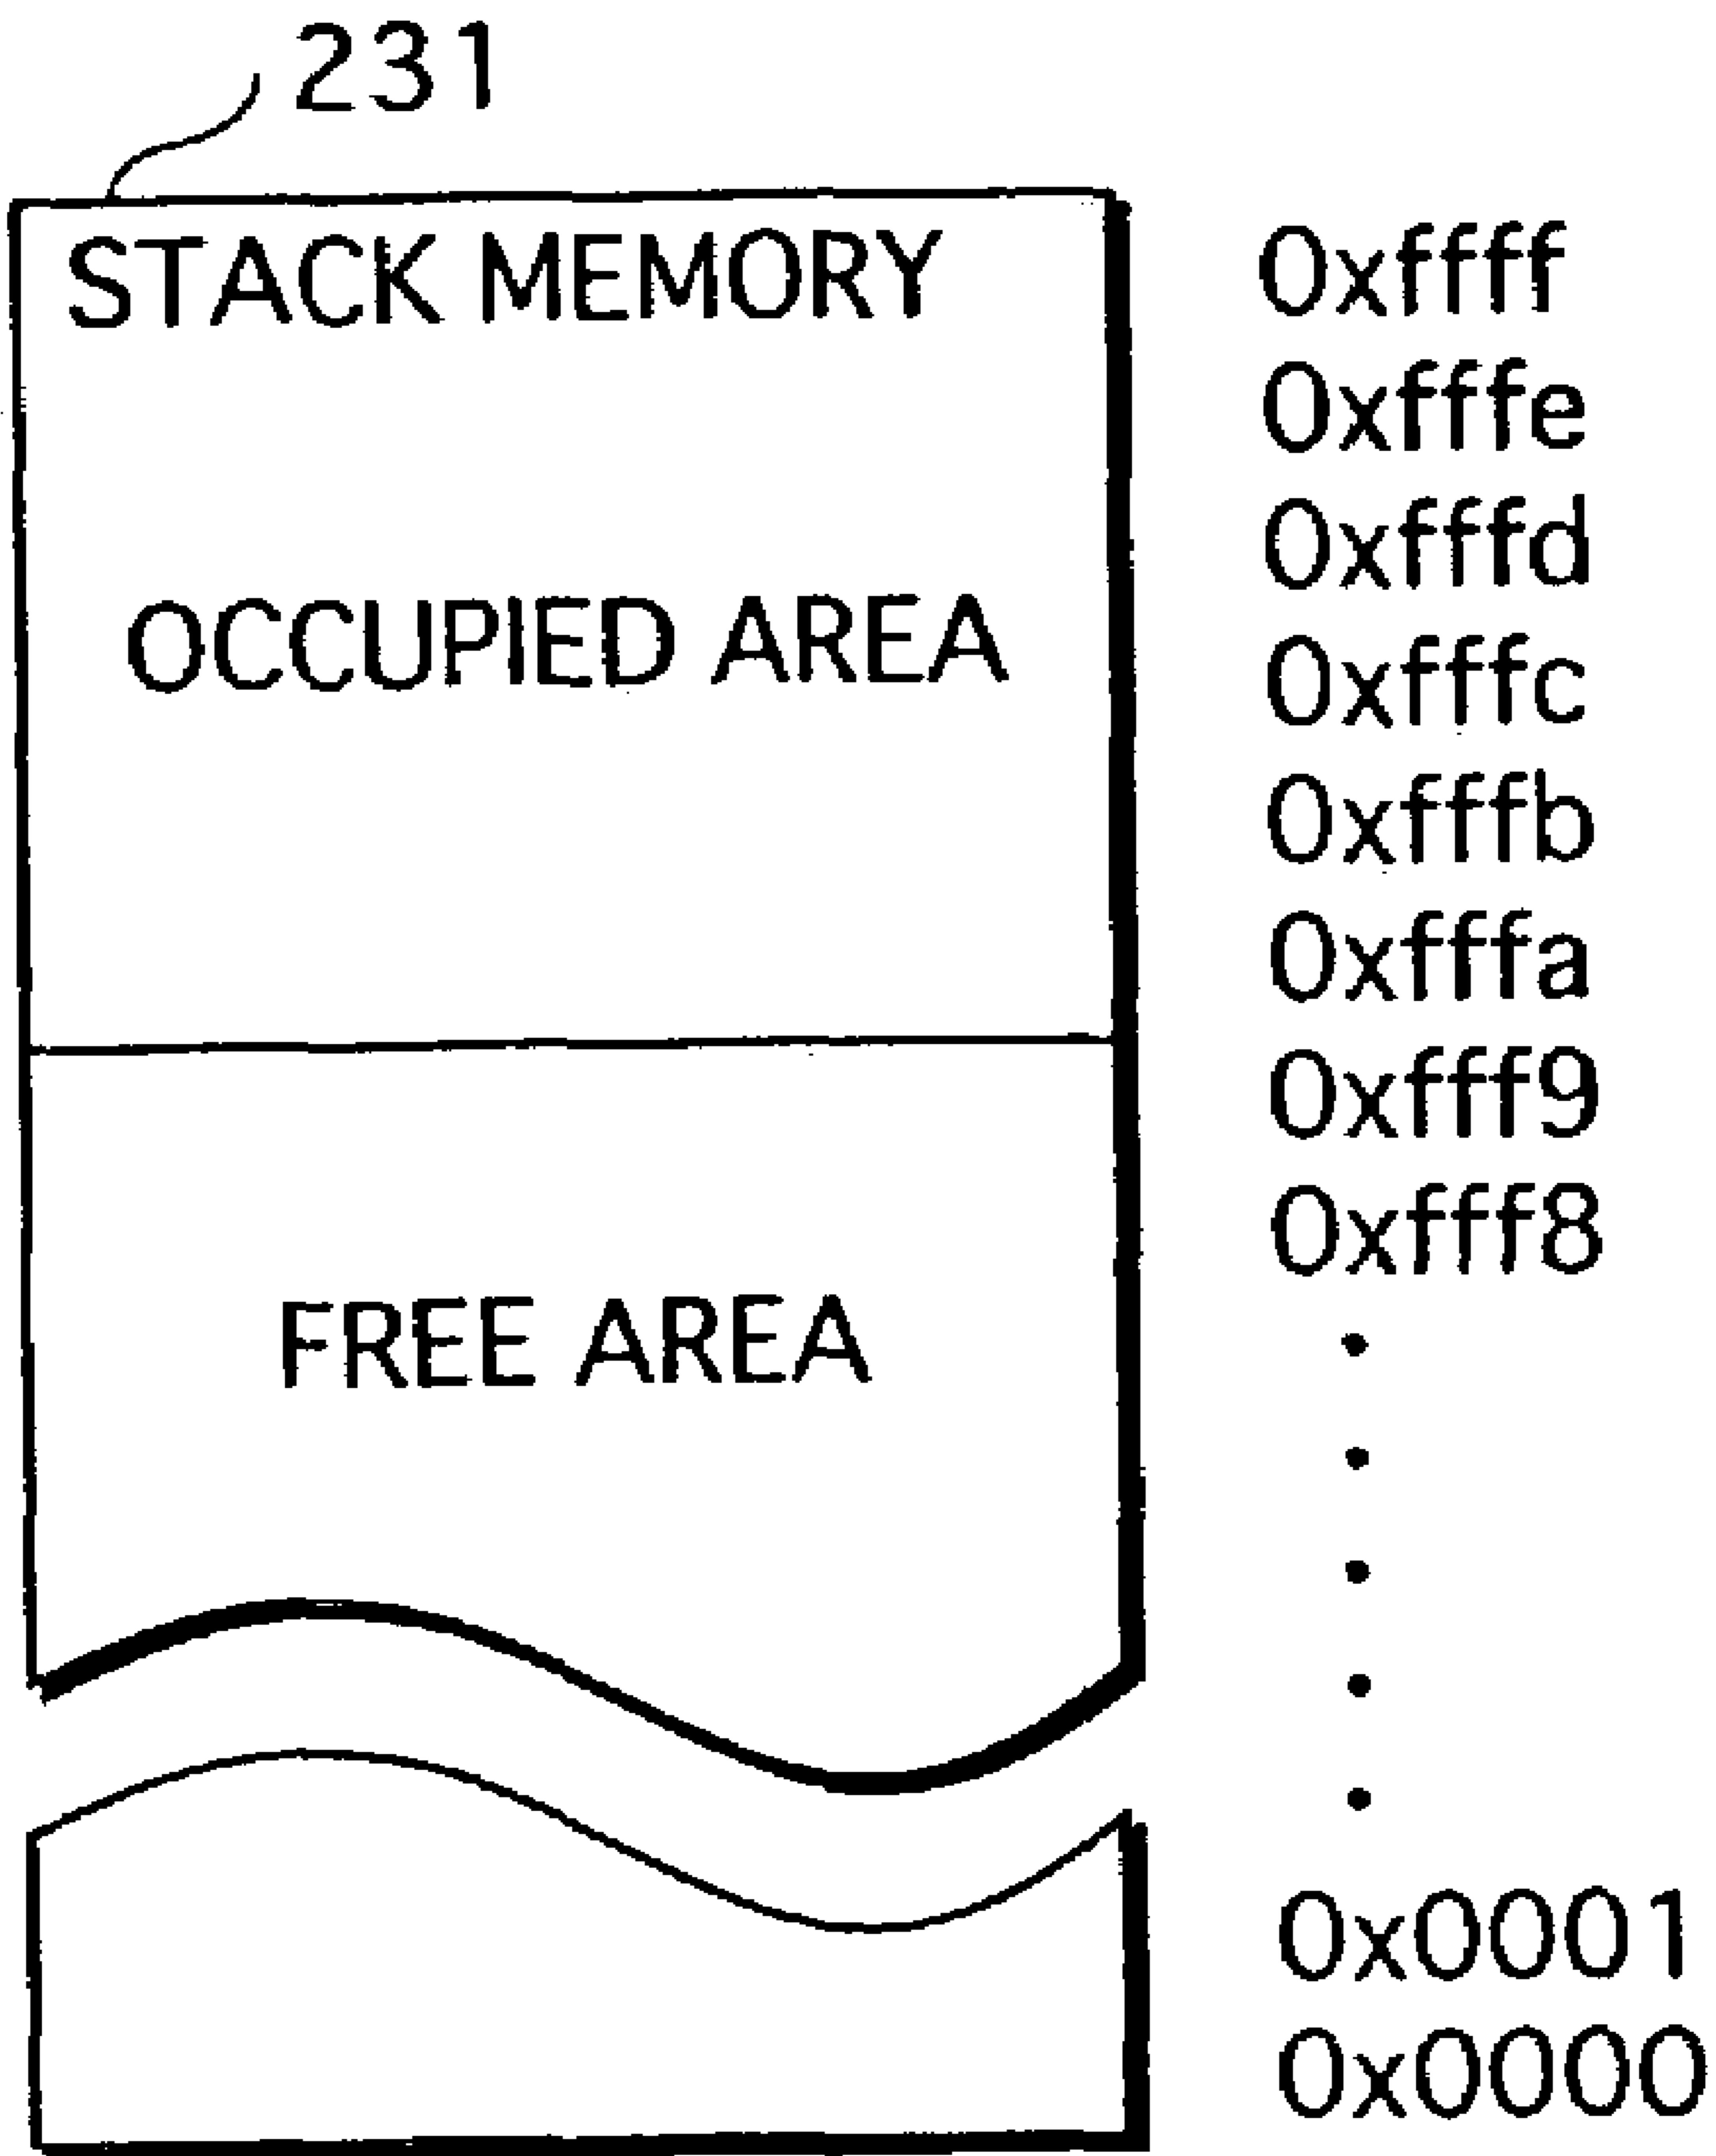 231
STACK MEMORY
OCCUPIED AREA
FREE AREA
0xffff
0xfffe
0xfffd
0xfffc
0xfffb
0xfffa
0xfff9
0xfff8
0x0001
0x0000